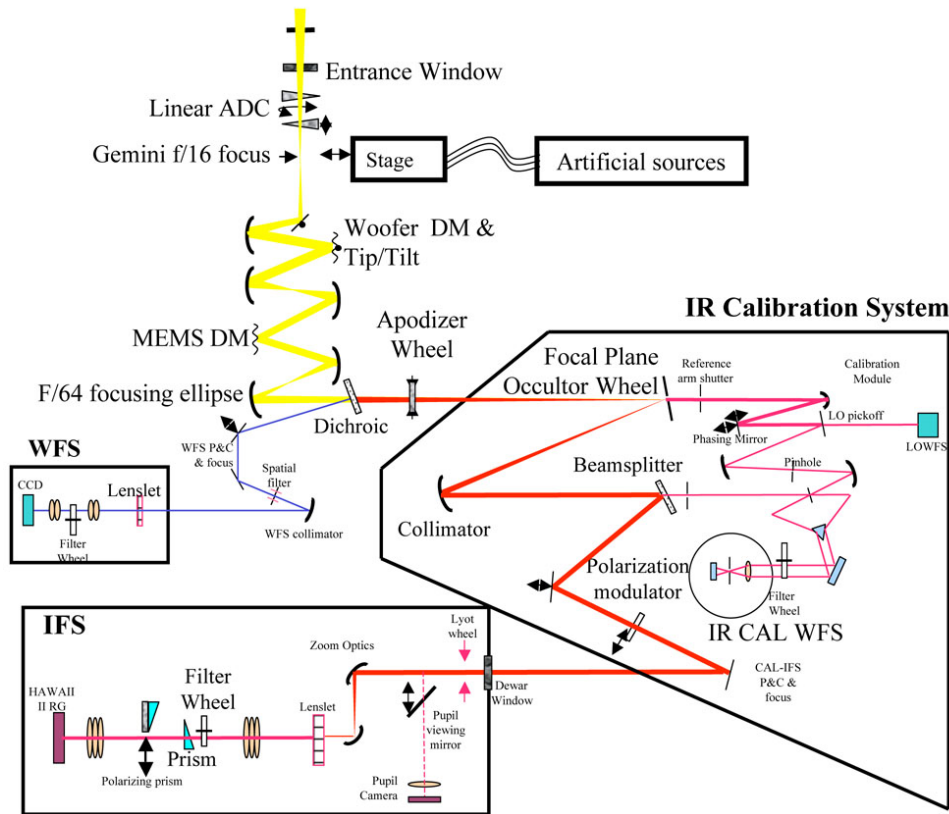 Entrance Window
Linear ADC
Gemini f/16 focus
Stage
Artificial sources
Woofer DM &
Tip/Tilt
MEMS DM
Apodizer
Wheel
F/64 focusing ellipse
Dichroic
IR Calibration System
Focal Plane
Occultor Wheel
Reference
arm shutter
Calibration
Module
LO pickoff
Phasing Mirror
LOWFS
WFS P&C
& focus
Spatial
filter
WFS collimator
WFS
CCD
Lenslet
Filter
Wheel
Beamsplitter
Pinhole
Collimator
Polarization
modulator
Filter
Wheel
IR CAL WFS
CAL-IFS
P&C &
focus
IFS
Lyot
wheel
Zoom Optics
Dewar
Window
HAWAII
II RG
Filter
Wheel
Lenslet
Pupil
viewing
mirror
Prism
Polarizing prism
Pupil
Camera